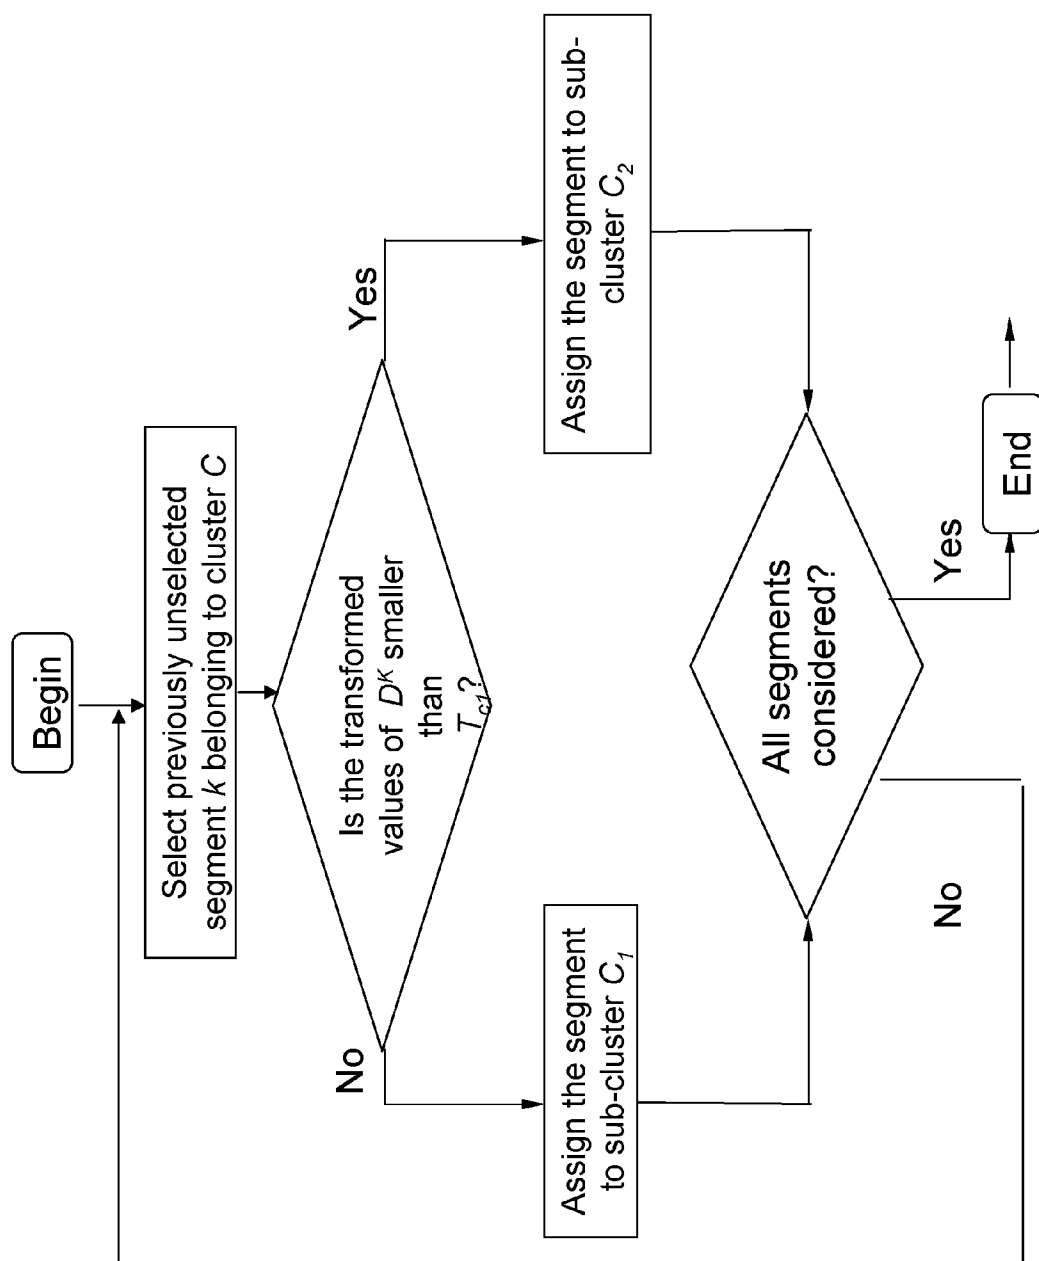 Begin
Select previously unselected
segment k belonging to cluster C
Is the transformed
values of D^K smaller
than
T_c1?
No
Yes
Assign the segment
to sub-cluster C_1
Assign the segment to sub-
cluster C_2
All segments
considered?
No
Yes
End